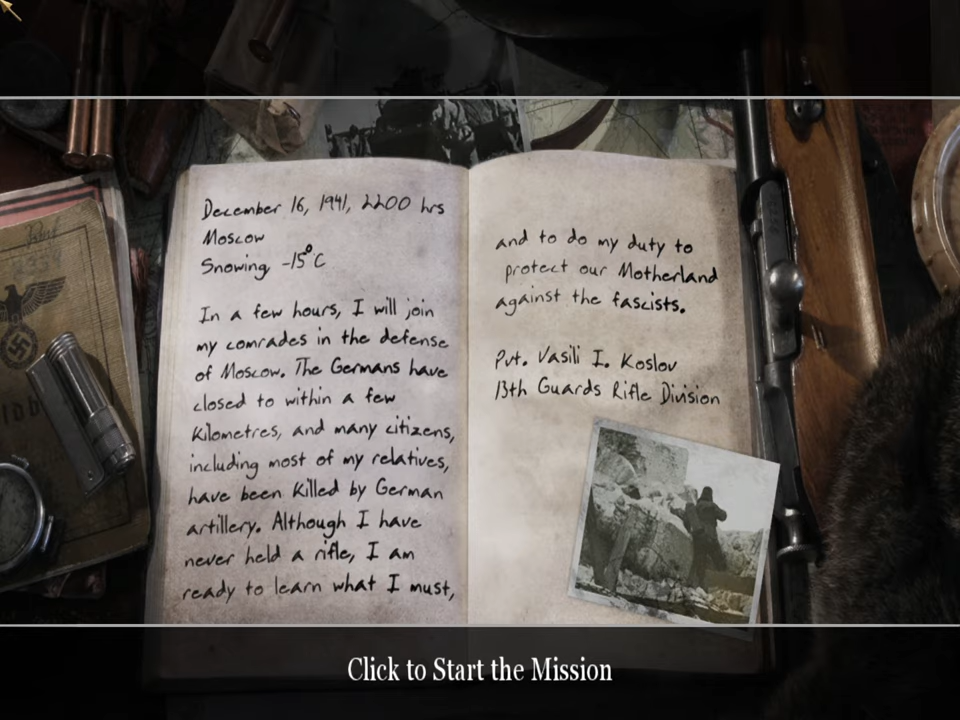 December 16, 1941, 2200 hrs
Moscow
Snowing -15°C
In a few hours, I will join
my comrades in the defense
of Moscow. The Germans have
closed to within a few
kilometres, and many citizens,
including most of my relatives,
have been killed by German
artillery. Although I have
never held a rifle, I am
ready to learn what I must,
and to do my duty to
protect our Motherland
against the fascists.
Pvt. Vasili I. Koslov
13th Guards Rifle Division
Click to Start the Mission